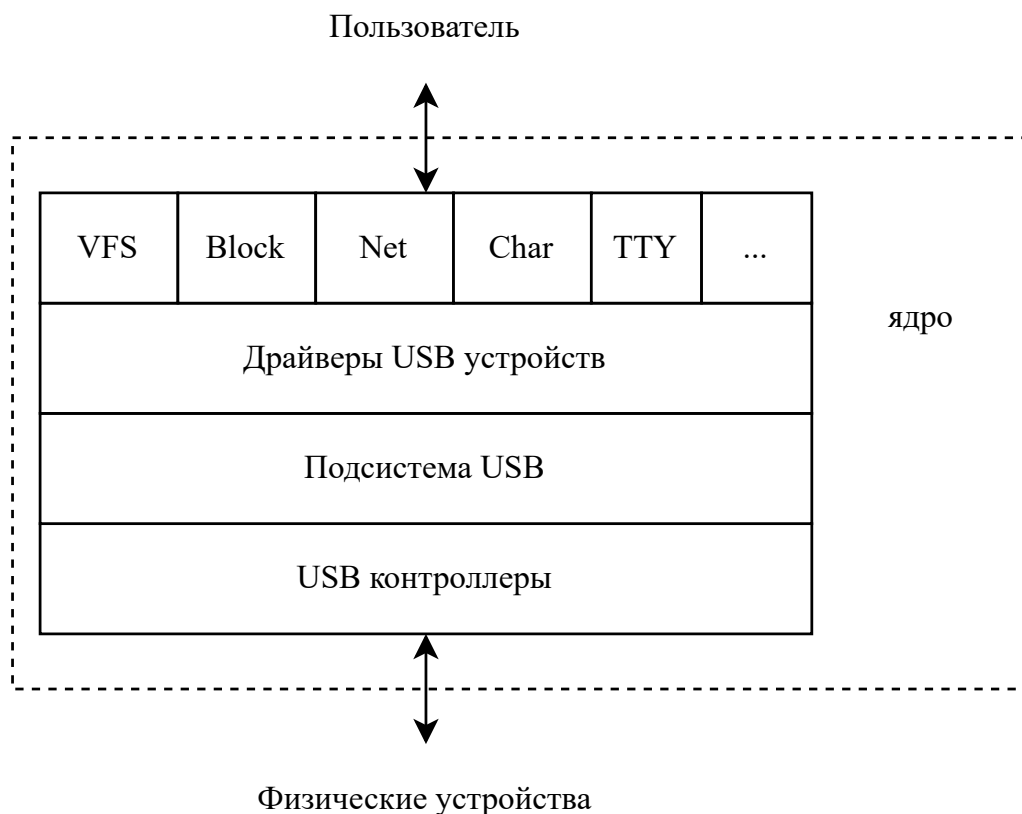 Пользователь
VFS Block Net Char TTY ...
ядро
Драйверы USB устройств
Подсистема USB
USB контроллеры
Физические устройства